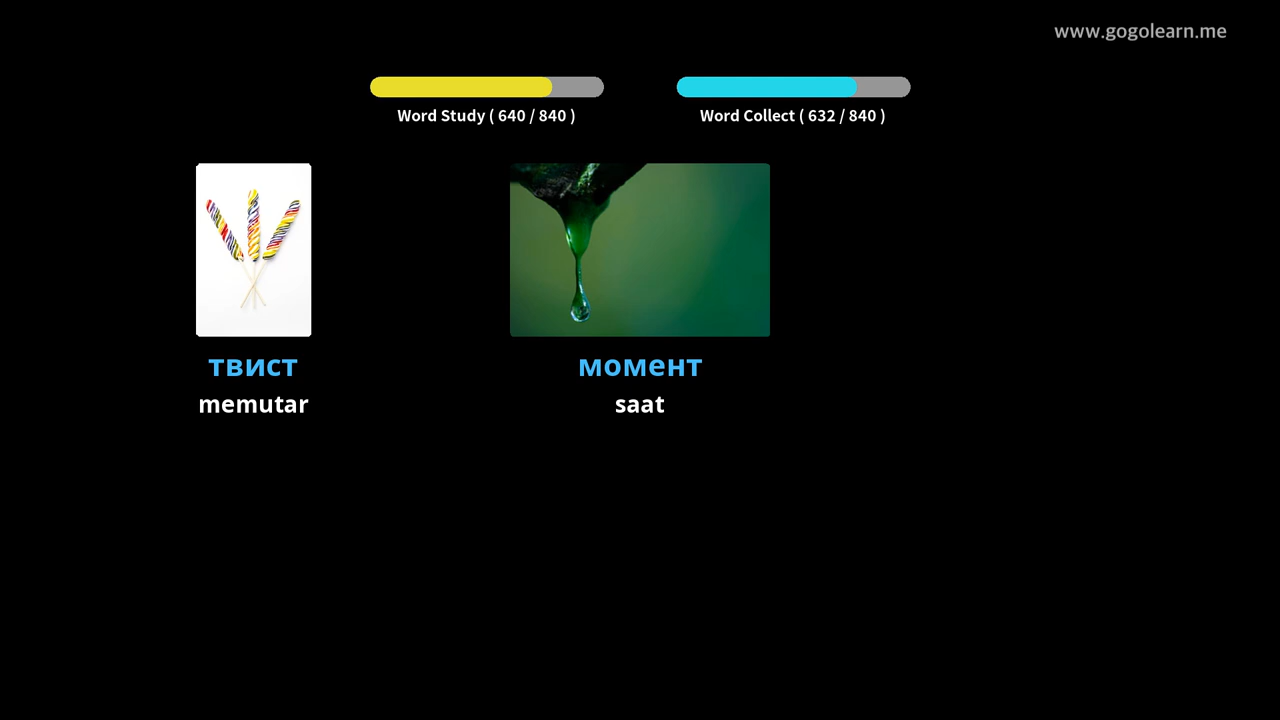 www.gogolearn.me
Word Study ( 640 / 840 )
Word Collect ( 632 / 840 )
твист
memutar
момент
saat